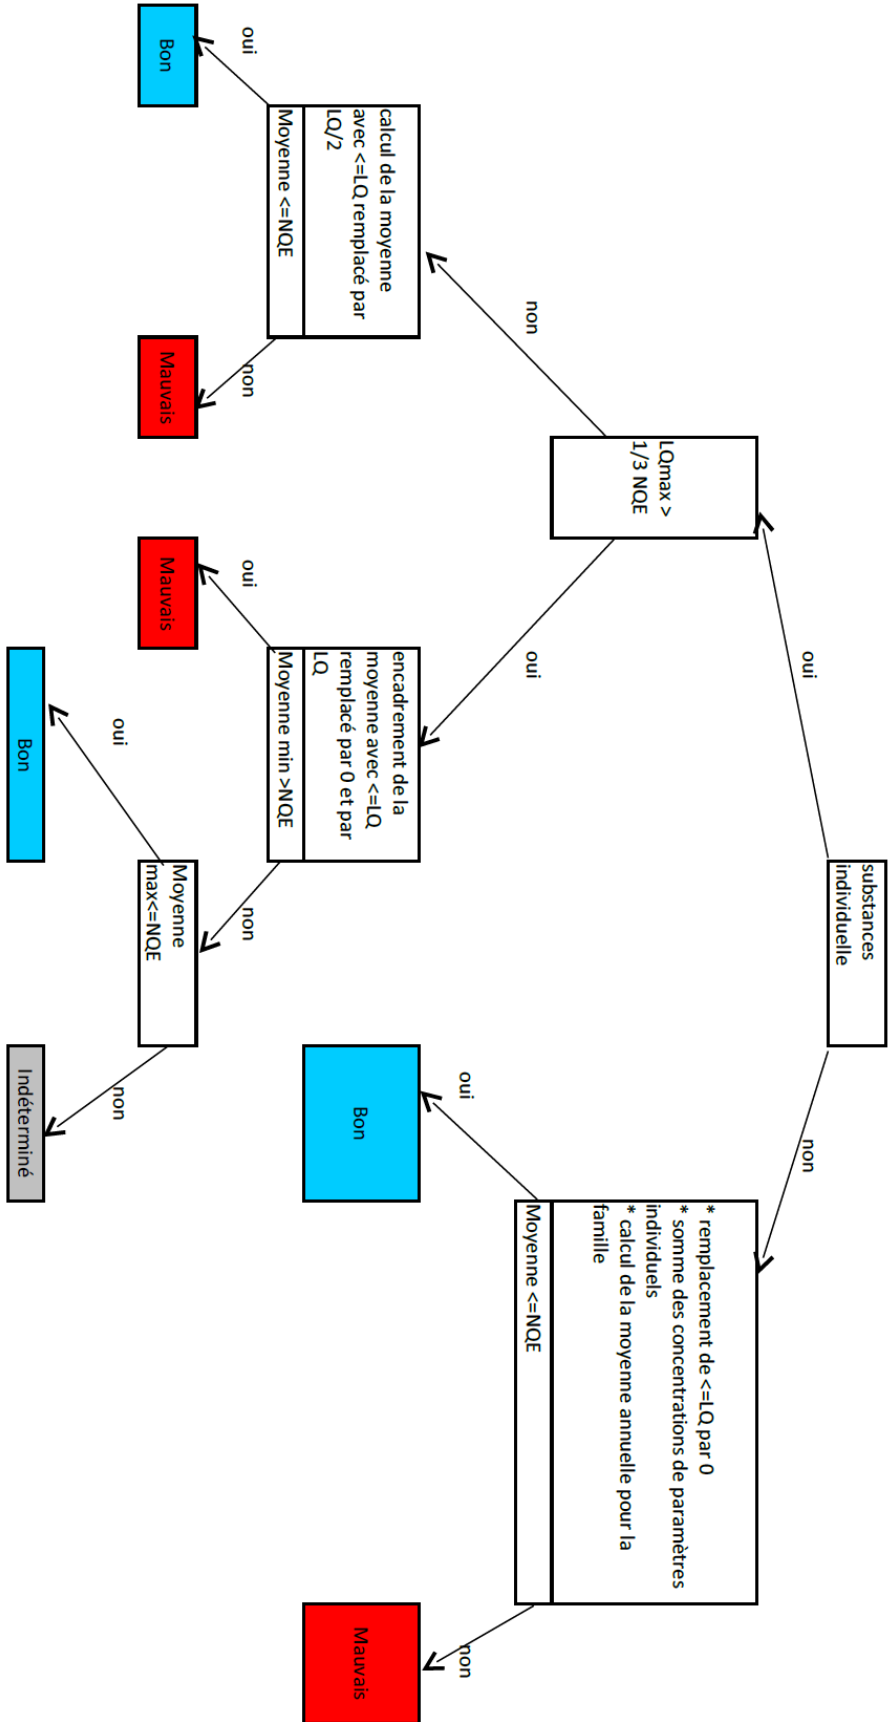 substances
individuelle
oui
non
LQmax >
1/3 NQE
* remplacement de <=LQ par 0
* somme des concentrations de paramètres
individuels
* calcul de la moyenne annuelle pour la
famille
Moyenne <=NQE
non
oui
oui
non
calcul de la moyenne
avec <=LQ remplacé par
LQ/2
Moyenne <=NQE
encadrement de la
moyenne avec <=LQ
remplacé par 0 et par
LQ
Moyenne min >NQE
Bon
Mauvais
oui
non
oui
non
Bon
Mauvais
Mauvais
Moyenne
max<=NQE
oui
non
Bon
Indéterminé